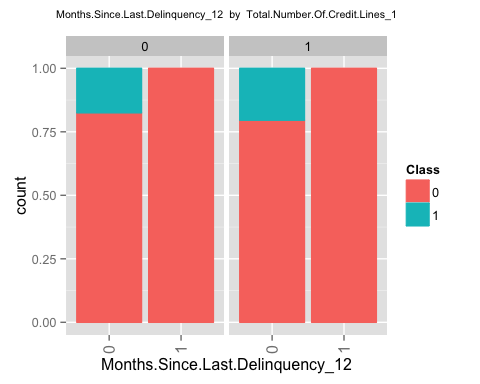 Months.Since.Last.Delinquency_12 by Total.Number.Of.Credit.Lines_1
0 1
1.00
0.75
0.50
0.25
0.00
count
0 1 0 1
Months.Since.Last.Delinquency_12
Class
0
1